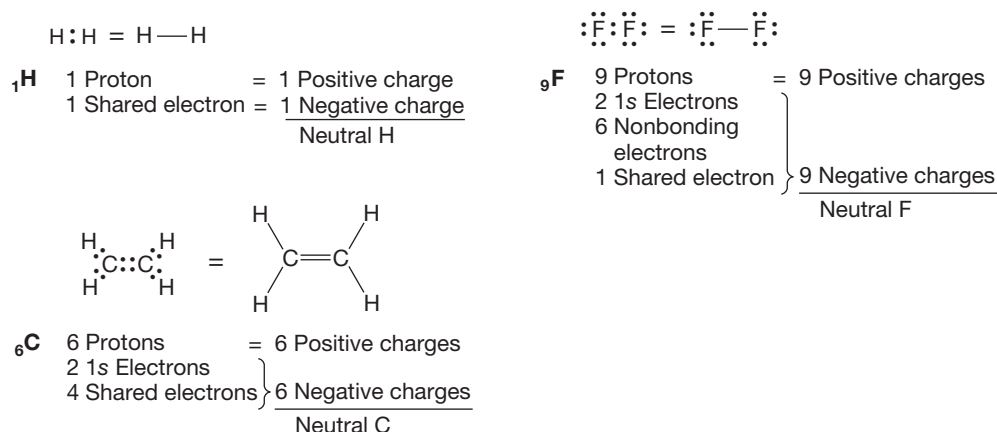 H:H = H—H
₁H 1 Proton = 1 Positive charge
1 Shared electron = 1 Negative charge
Neutral H
:F:F: = :F—F:
₉F 9 Protons = 9 Positive charges
2 1s Electrons
6 Nonbonding
electrons
1 Shared electron 9 Negative charges
Neutral F
H H H H
C::C = C=C
H H H H
₆C 6 Protons = 6 Positive charges
2 1s Electrons
4 Shared electrons 6 Negative charges
Neutral C